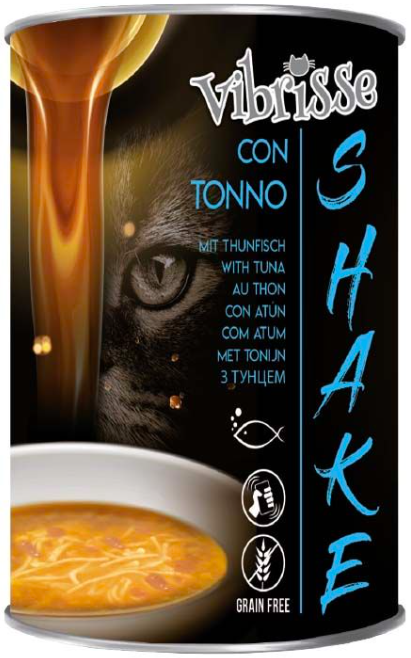 Vibrisse
CON
TONNO
MIT THUNFISCH
WITH TUNA
AU THON
CON ATÚN
COM ATUM
MET TONIJN
З ТУНЦЕМ
SHAKE
GRAIN FREE